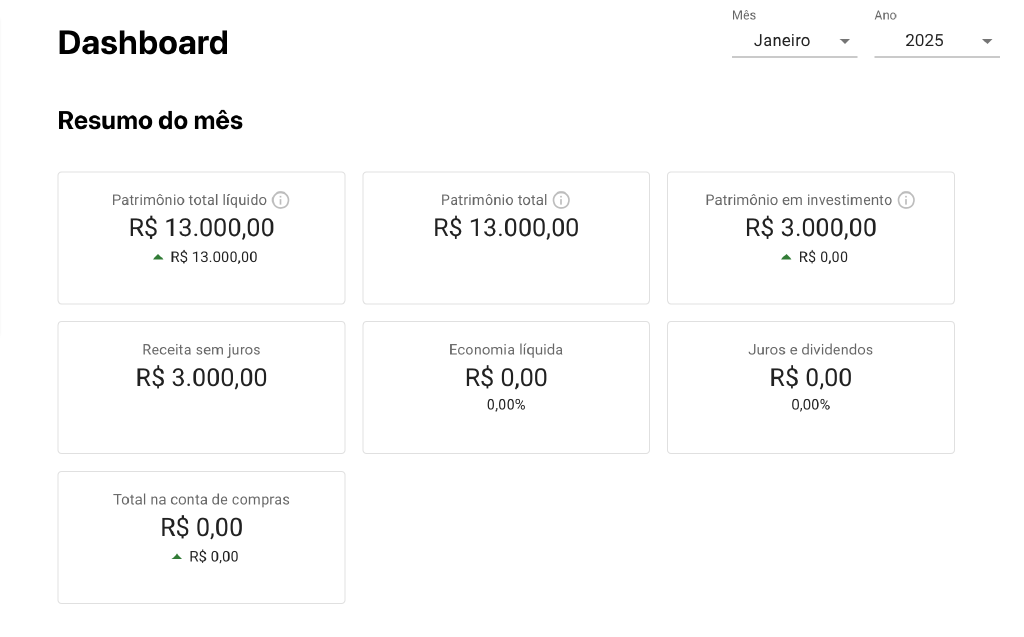 Dashboard
Mês
Janeiro
Ano
2025
Resumo do mês
Patrimônio total líquido
R$ 13.000,00
R$ 13.000,00
Patrimônio total
R$ 13.000,00
Patrimônio em investimento
R$ 3.000,00
R$ 0,00
Receita sem juros
R$ 3.000,00
Economia líquida
R$ 0,00
0,00%
Juros e dividendos
R$ 0,00
0,00%
Total na conta de compras
R$ 0,00
R$ 0,00